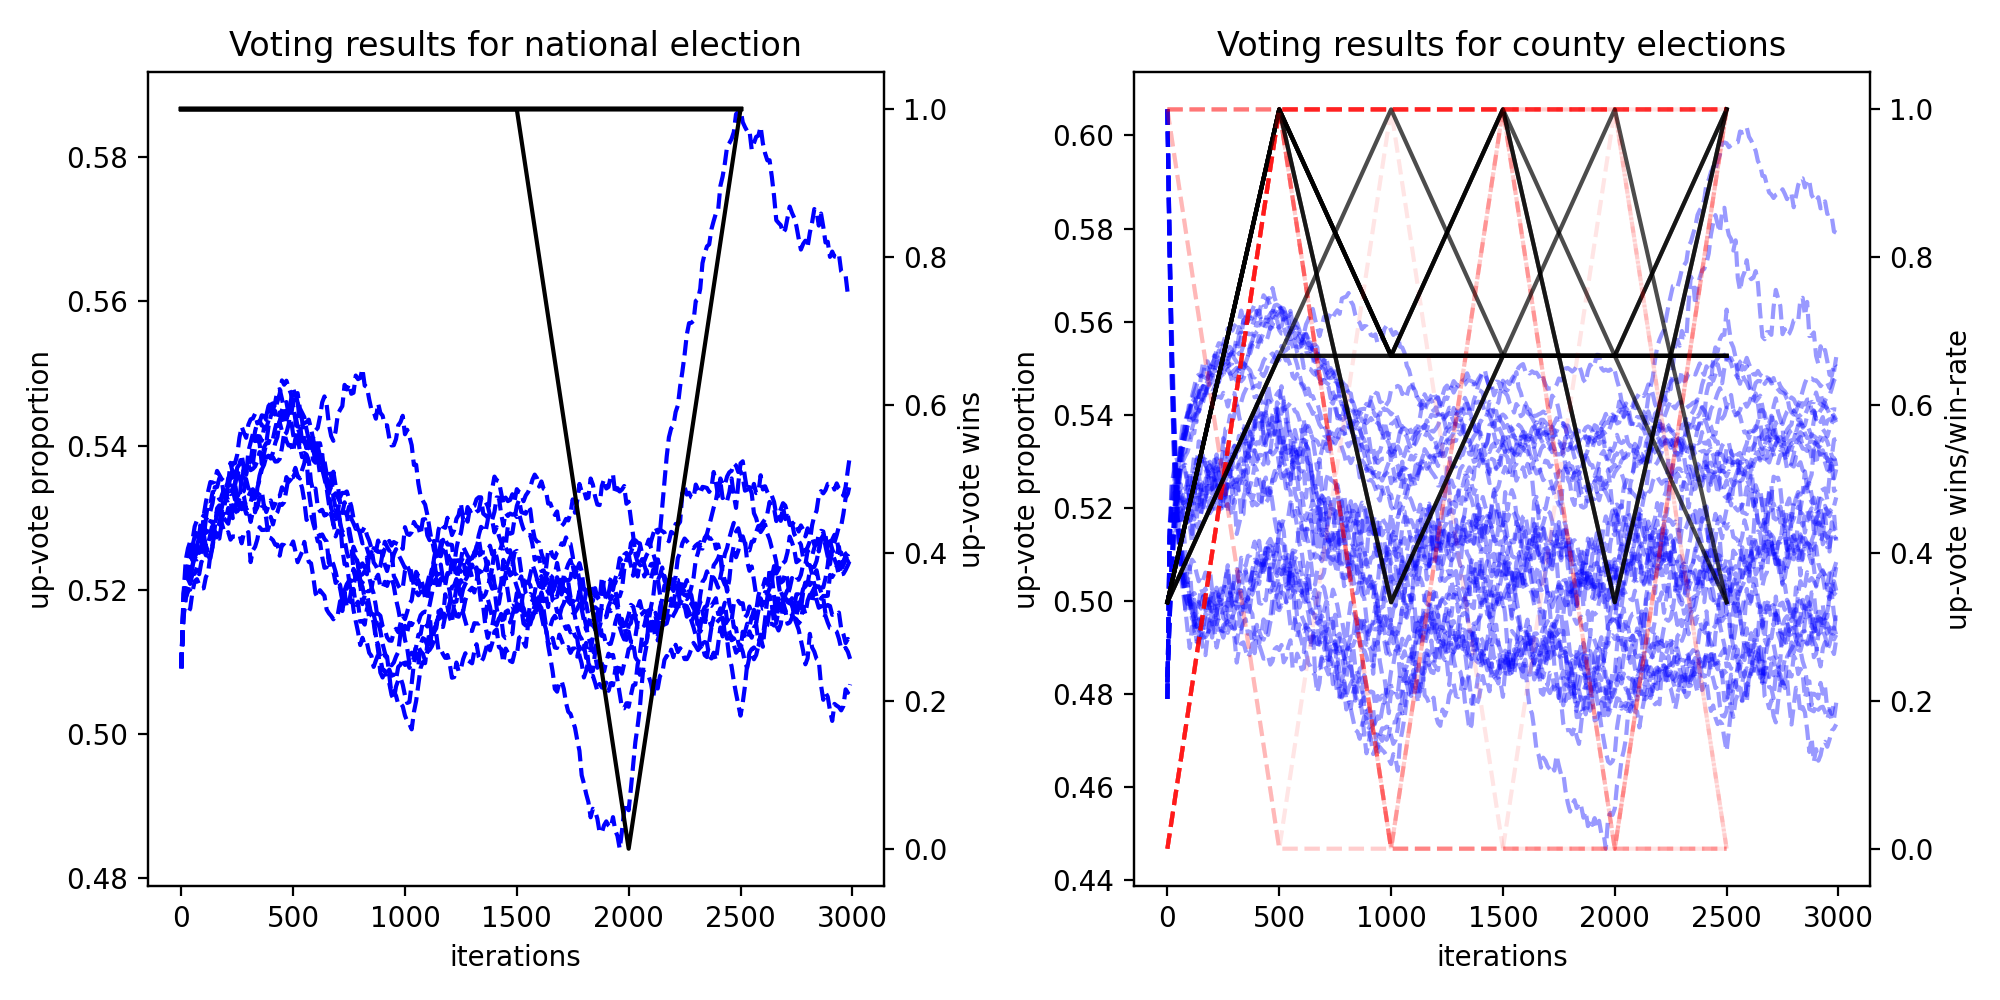 Voting results for national election
up-vote proportion
0.58
0.56
0.54
0.52
0.50
0.48
1.0
0.8
0.6
0.4
0.2
0.0
up-vote wins
0 500 1000 1500 2000 2500 3000
iterations
Voting results for county elections
up-vote proportion
0.60
0.58
0.56
0.54
0.52
0.50
0.48
0.46
0.44
1.0
0.8
0.6
0.4
0.2
0.0
up-vote wins/win-rate
0 500 1000 1500 2000 2500 3000
iterations